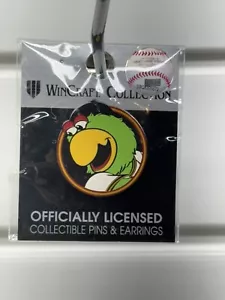 WINCRAFT COLLECTION
OFFICIALLY LICENSED
COLLECTIBLE PINS & EARRINGS